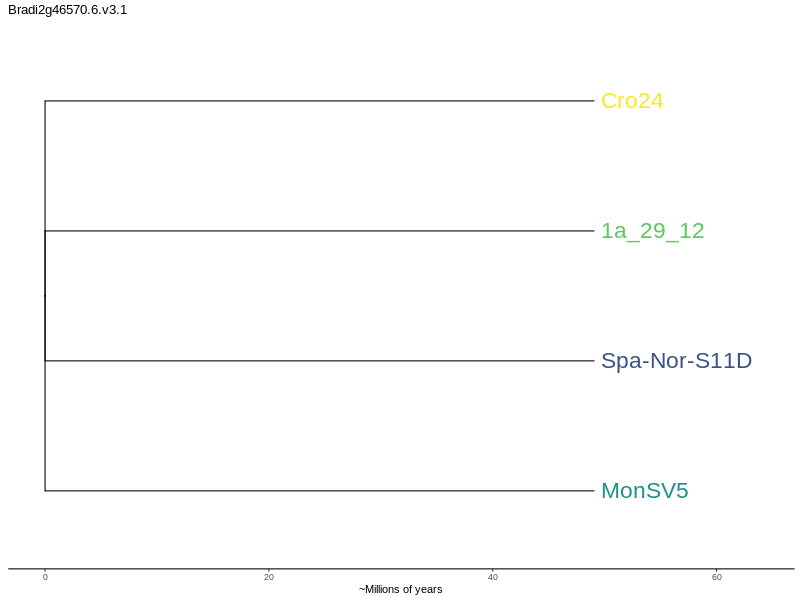 Bradi2g46570.6.v3.1
Cro24
1a_29_12
Spa-Nor-S11D
MonSV5
0 20 40 60
~Millions of years